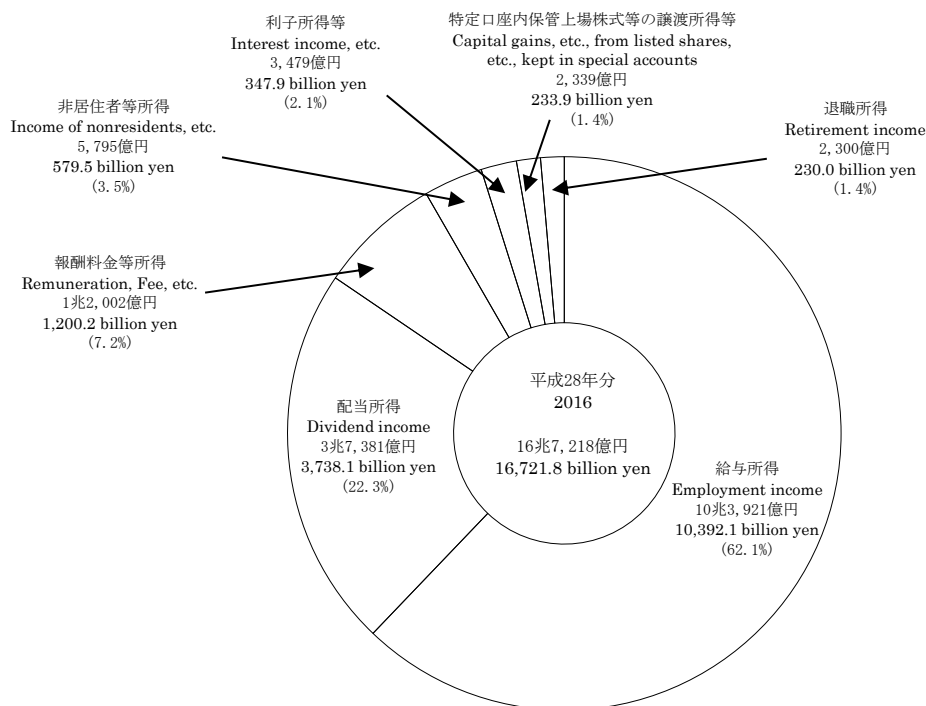 利子所得等
Interest income, etc.
3,479億円
347.9 billion yen
(2.1%)
特定口座内保管上場株式等の譲渡所得等
Capital gains, etc., from listed shares,
etc., kept in special accounts
2,339億円
233.9 billion yen
(1.4%)
退職所得
Retirement income
2,300億円
230.0 billion yen
(1.4%)
非居住者等所得
Income of nonresidents, etc.
5,795億円
579.5 billion yen
(3.5%)
報酬料金等所得
Remuneration, Fee, etc.
1兆2,002億円
1,200.2 billion yen
(7.2%)
配当所得
Dividend income
3兆7,381億円
3,738.1 billion yen
(22.3%)
平成28年分
2016
16兆7,218億円
16,721.8 billion yen
給与所得
Employment income
10兆3,921億円
10,392.1 billion yen
(62.1%)